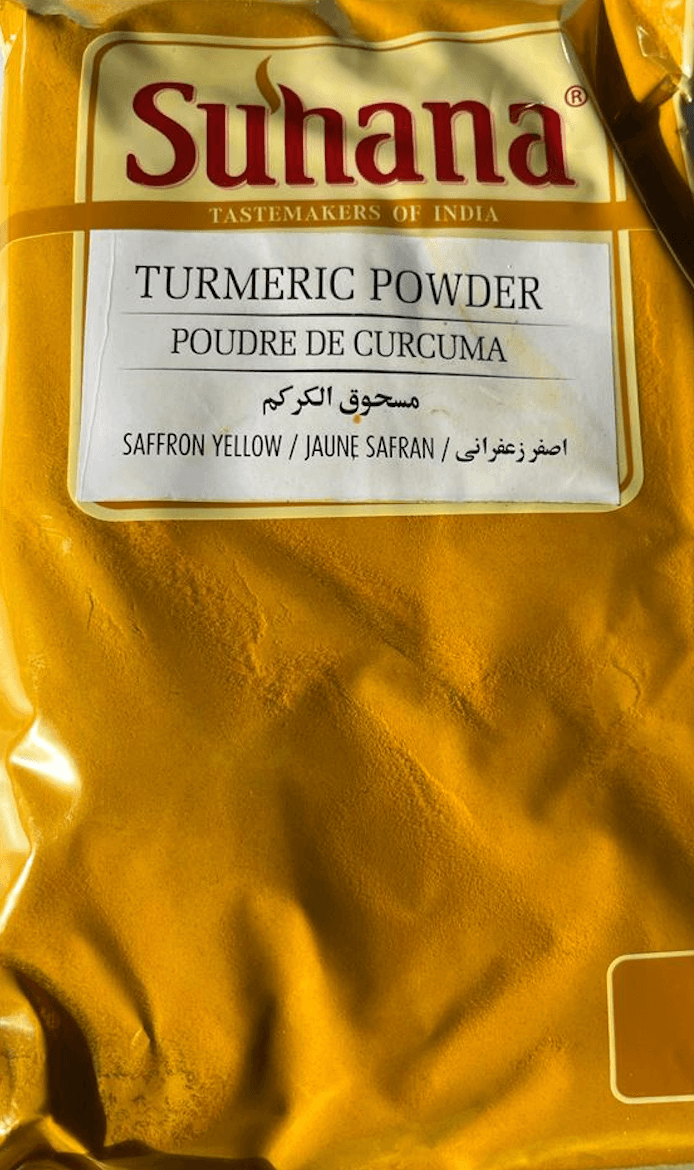 Suhana®
TASTEMAKERS OF INDIA
TURMERIC POWDER
POUDRE DE CURCUMA
مسحوق الكركم
SAFFRON YELLOW / JAUNE SAFRAN / اصفر زعفرانی